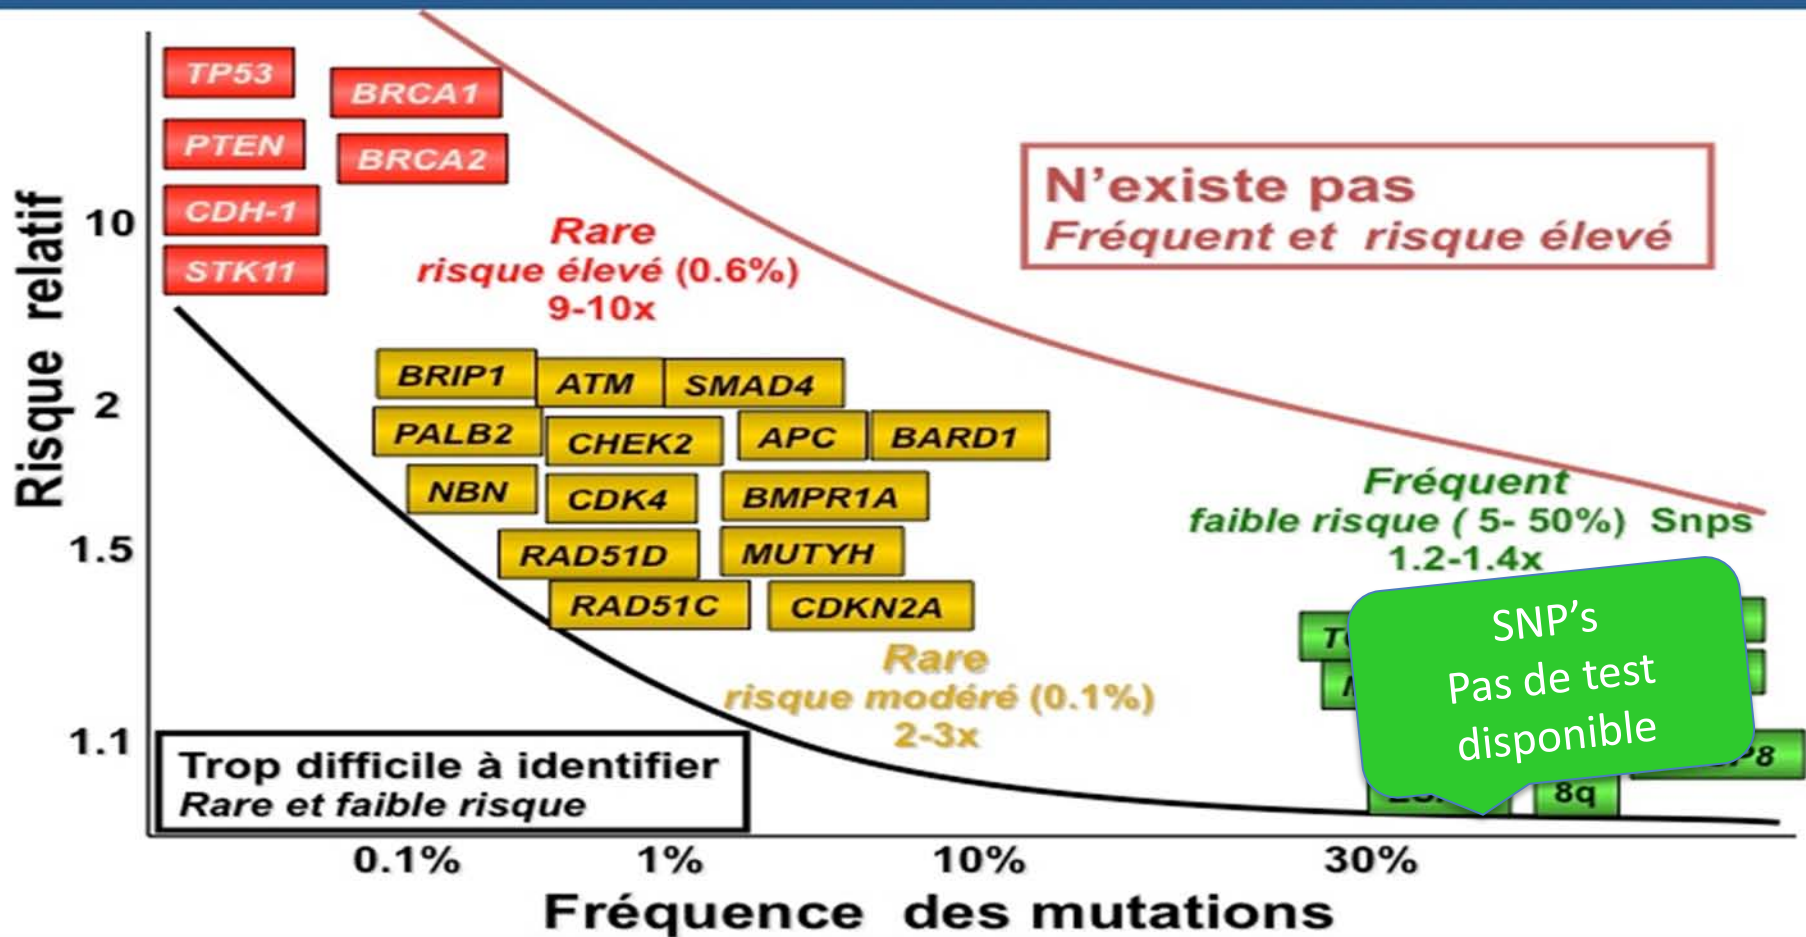 TP53
BRCA1
PTEN
BRCA2
CDH-1
STK11
Risque relatif
10
2
1.5
1.1
Rare
risque élevé (0.6%)
9-10x
N'existe pas
Fréquent et risque élevé
BRIP1
ATM
SMAD4
PALB2
CHEK2
APC
BARD1
NBN
CDK4
BMPR1A
RAD51D
MUTYH
RAD51C
CDKN2A
Rare
risque modéré (0.1%)
2-3x
Fréquent
faible risque ( 5- 50%) Snps
1.2-1.4x
SNP's
Pas de test
disponible
8q
Trop difficile à identifier
Rare et faible risque
0.1%
1%
10%
30%
Fréquence des mutations